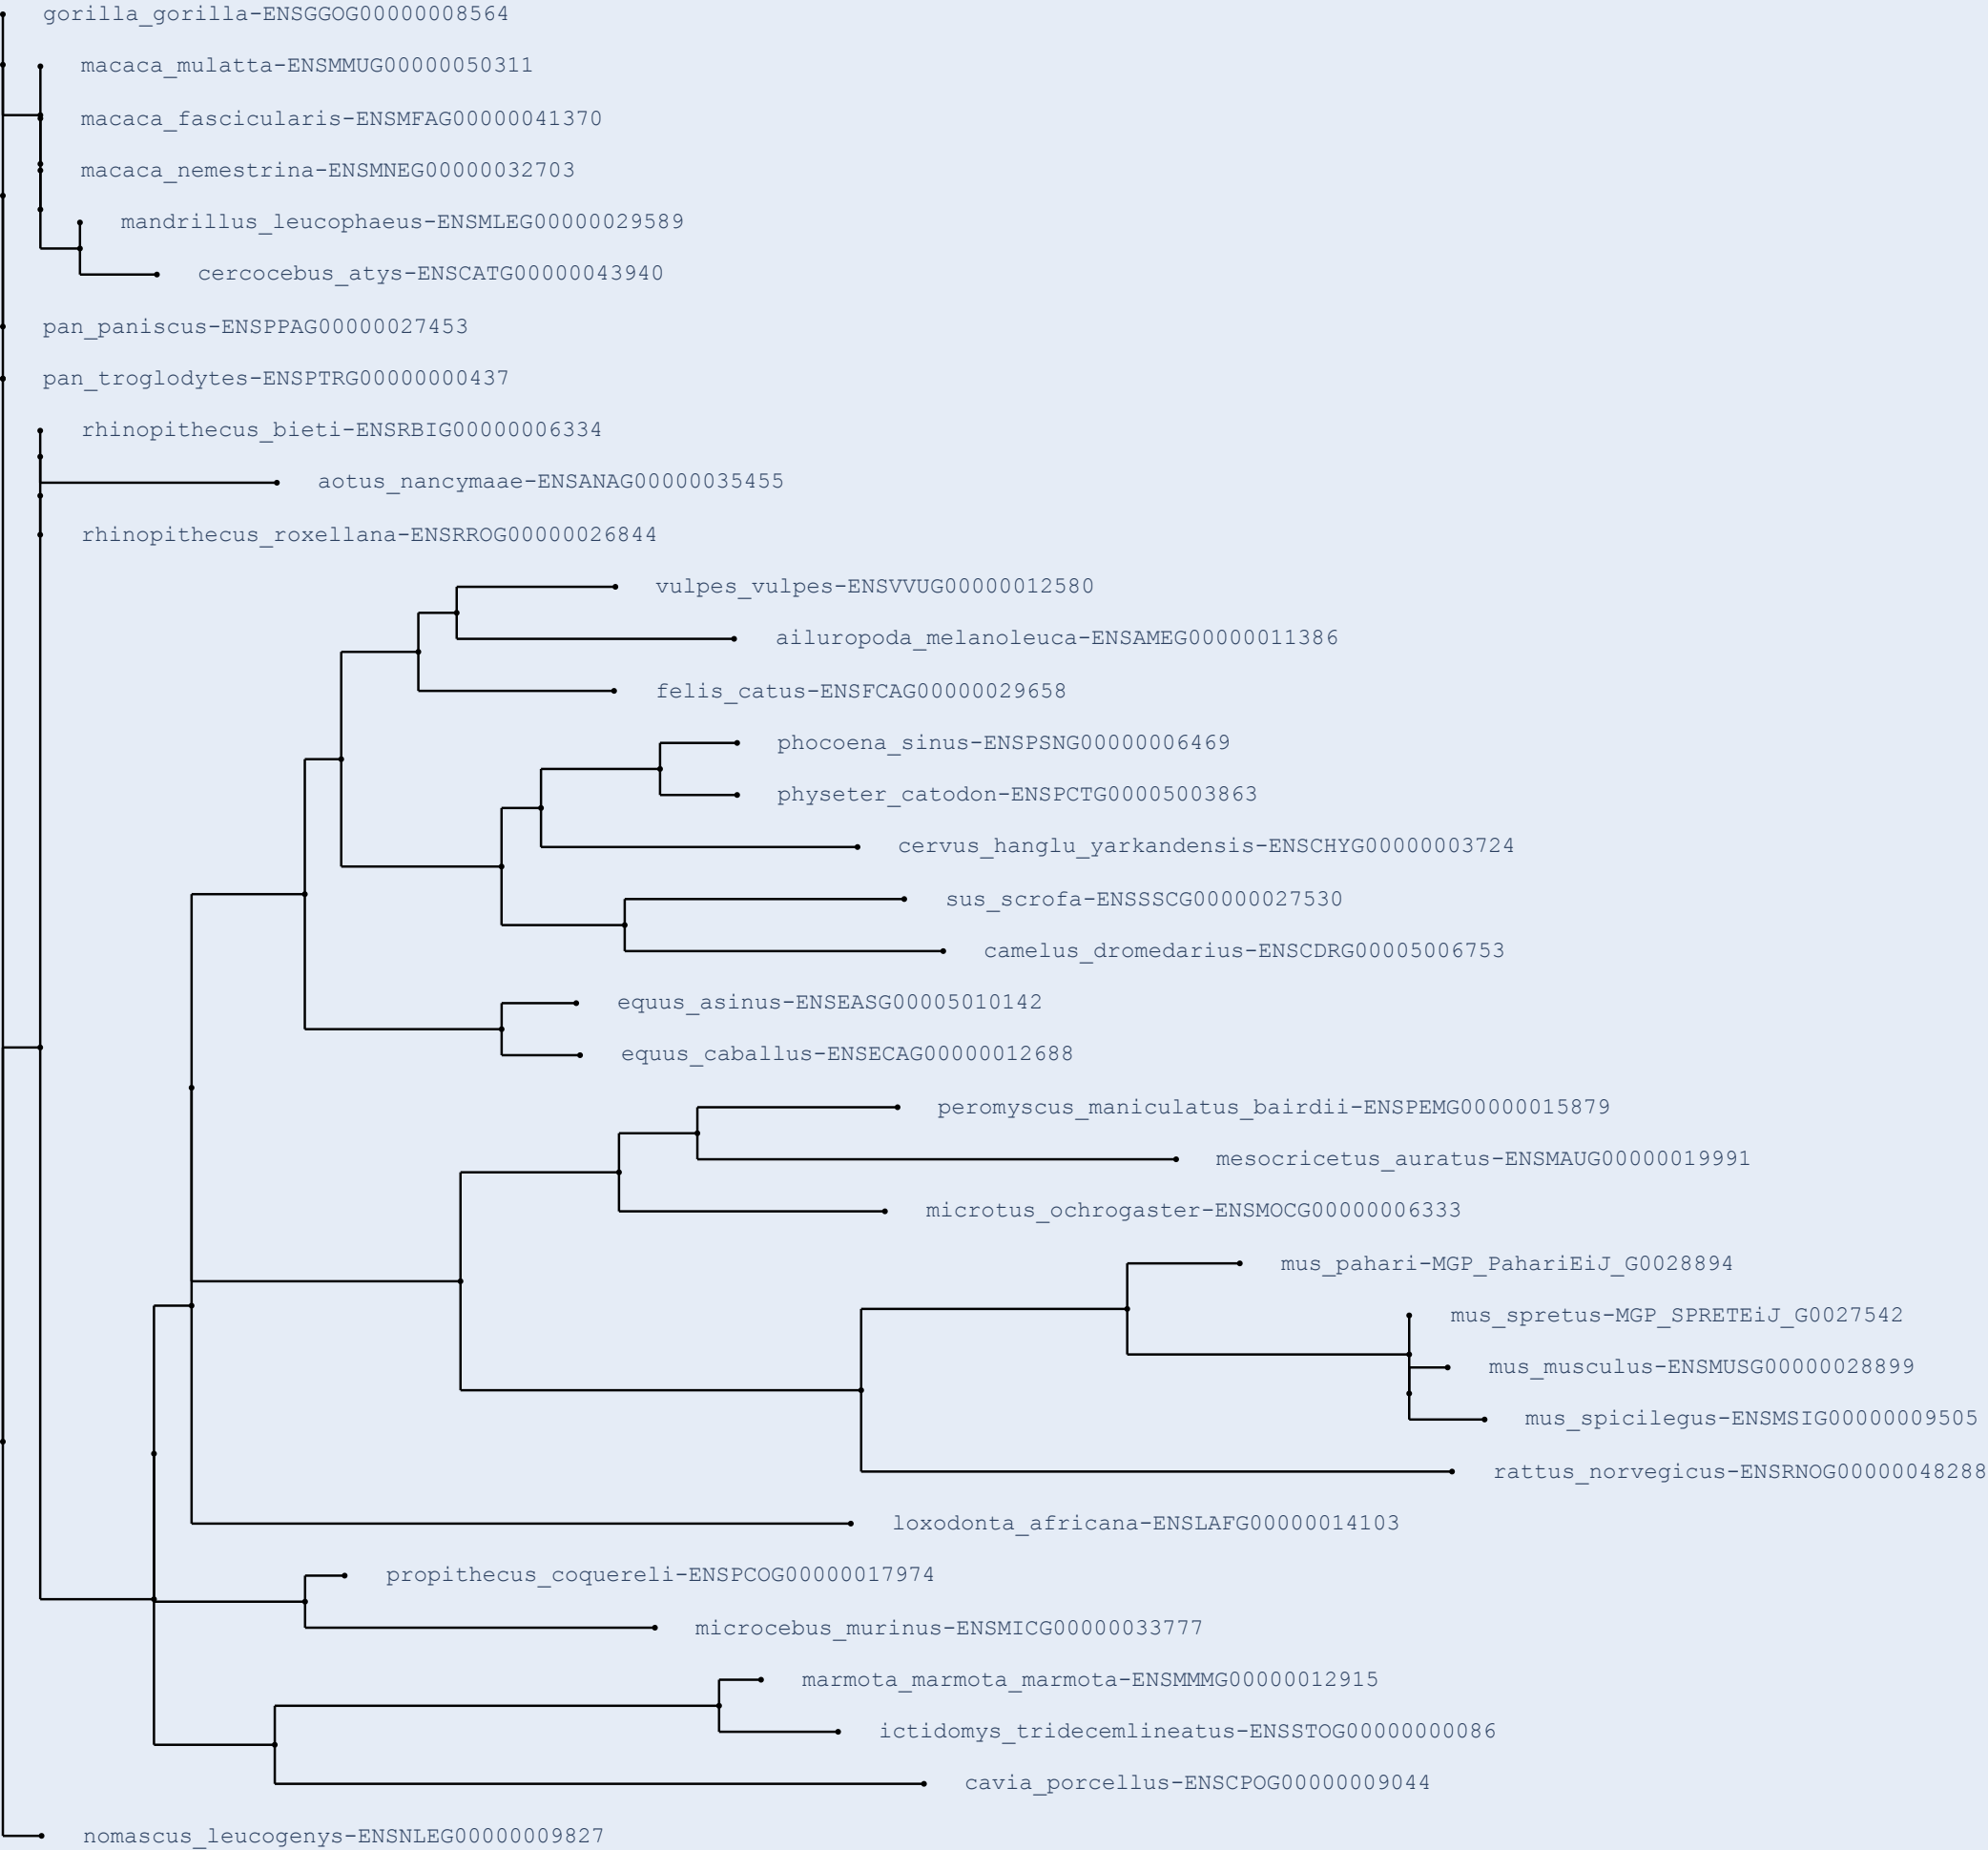 gorilla_gorilla-ENSGGOG00000008564
macaca_mulatta-ENSMMUG00000050311
macaca_fascicularis-ENSMFAG00000041370
macaca_nemestrina-ENSMNEG00000032703
mandrillus_leucophaeus-ENSMLEG00000029589
cercocebus_atys-ENSCATG00000043940
pan_paniscus-ENSPPAG00000027453
pan_troglodytes-ENSPTRG00000000437
rhinopithecus_bieti-ENSRBIG00000006334
aotus_nancymaae-ENSANAG00000035455
rhinopithecus_roxellana-ENSRROG00000026844
vulpes_vulpes-ENSVVUG00000012580
ailuropoda_melanoleuca-ENSAMEG00000011386
felis_catus-ENSFCAG00000029658
phocoena_sinus-ENSPSNG00000006469
physeter_catodon-ENSPCTG00005003863
cervus_hanglu_yarkandensis-ENSCHYG00000003724
sus_scrofa-ENSSSCG00000027530
camelus_dromedarius-ENSCDRG00005006753
equus_asinus-ENSEASG00005010142
equus_caballus-ENSECAG00000012688
peromyscus_maniculatus_bairdii-ENSPEMG00000015879
mesocricetus_auratus-ENSMAUG00000019991
microtus_ochrogaster-ENSMOCG00000006333
mus_pahari-MGP_PahariEiJ_G0028894
mus_spretus-MGP_SPRETEiJ_G0027542
mus_musculus-ENSMUSG00000028899
mus_spicilegus-ENSMSIG00000009505
rattus_norvegicus-ENSRNOG00000048288
loxodonta_africana-ENSLAFG00000014103
propithecus_coquereli-ENSPCOG00000017974
microcebus_murinus-ENSMICG00000033777
marmota_marmota_marmota-ENSMMMG00000012915
ictidomys_tridecemlineatus-ENSSTOG00000000086
cavia_porcellus-ENSCPOG00000009044
nomascus_leucogenys-ENSNLEG00000009827